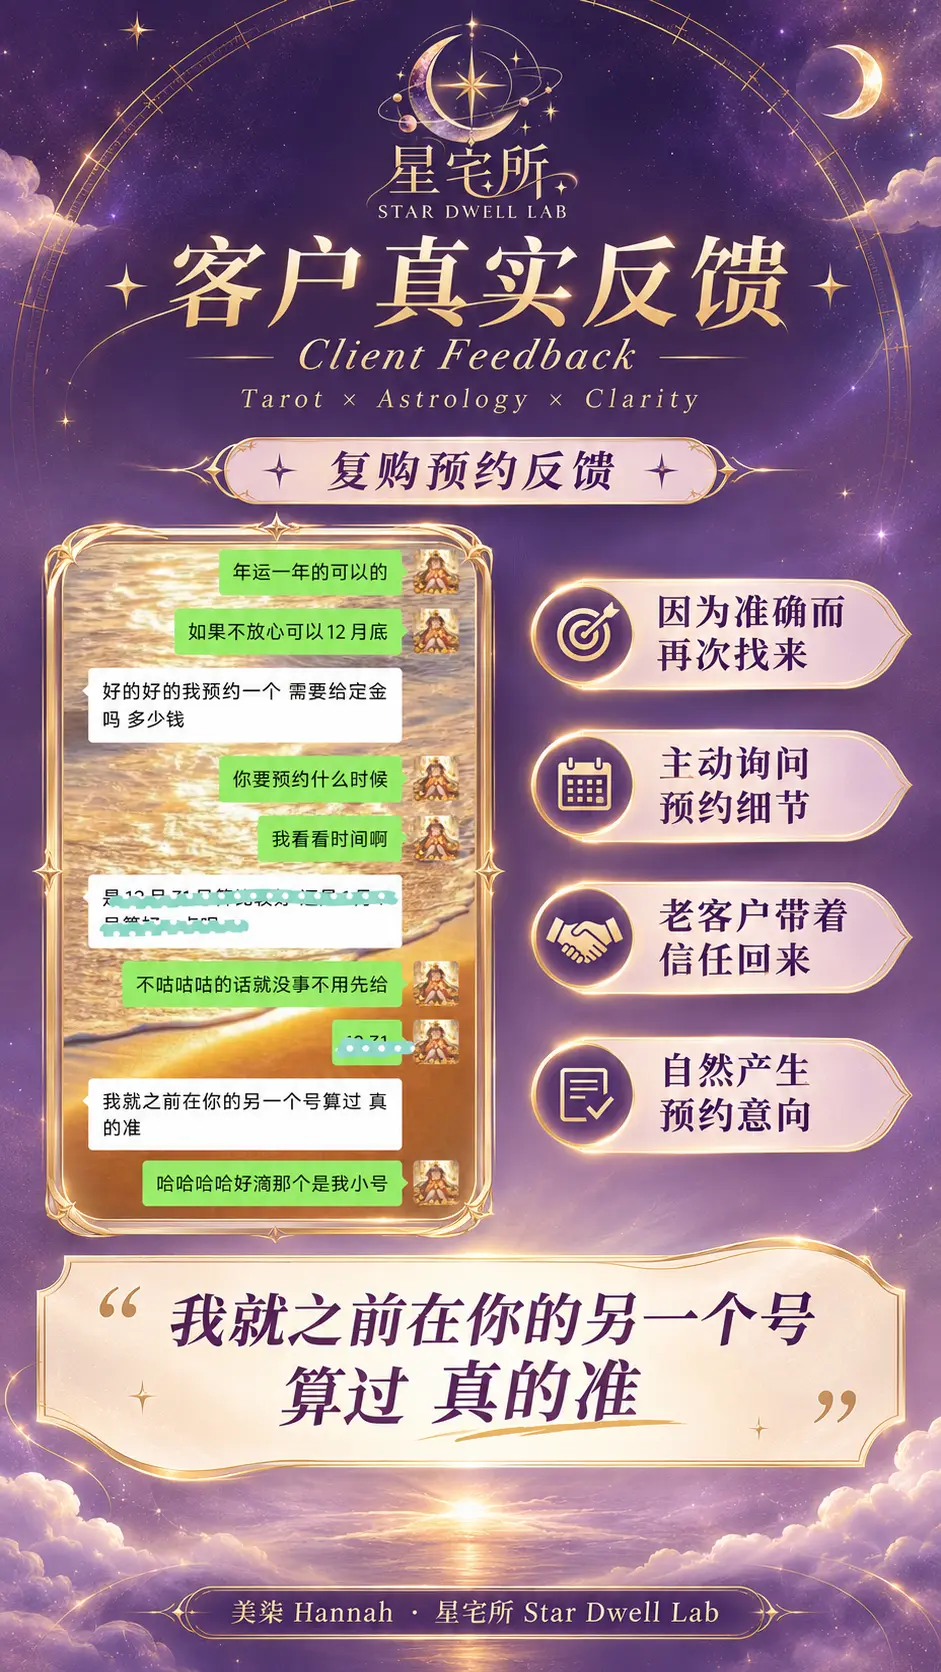 星宅所
STAR DWELL LAB
客户真实反馈
Client Feedback
Tarot × Astrology × Clarity
复购预约反馈
年运一年的可以的
如果不放心可以12月底
好的好的我预约一个 需要给定金
吗 多少钱
你要预约什么时候
我看看时间啊
不咕咕咕的话就没事不用先给
我就之前在你的另一个号算过 真
的准
哈哈哈哈好滴那个是我小号
因为准确而
再次找来
主动询问
预约细节
老客户带着
信任回来
自然产生
预约意向
“我就之前在你的另一个号
算过 真的准”
美柒 Hannah · 星宅所 Star Dwell Lab